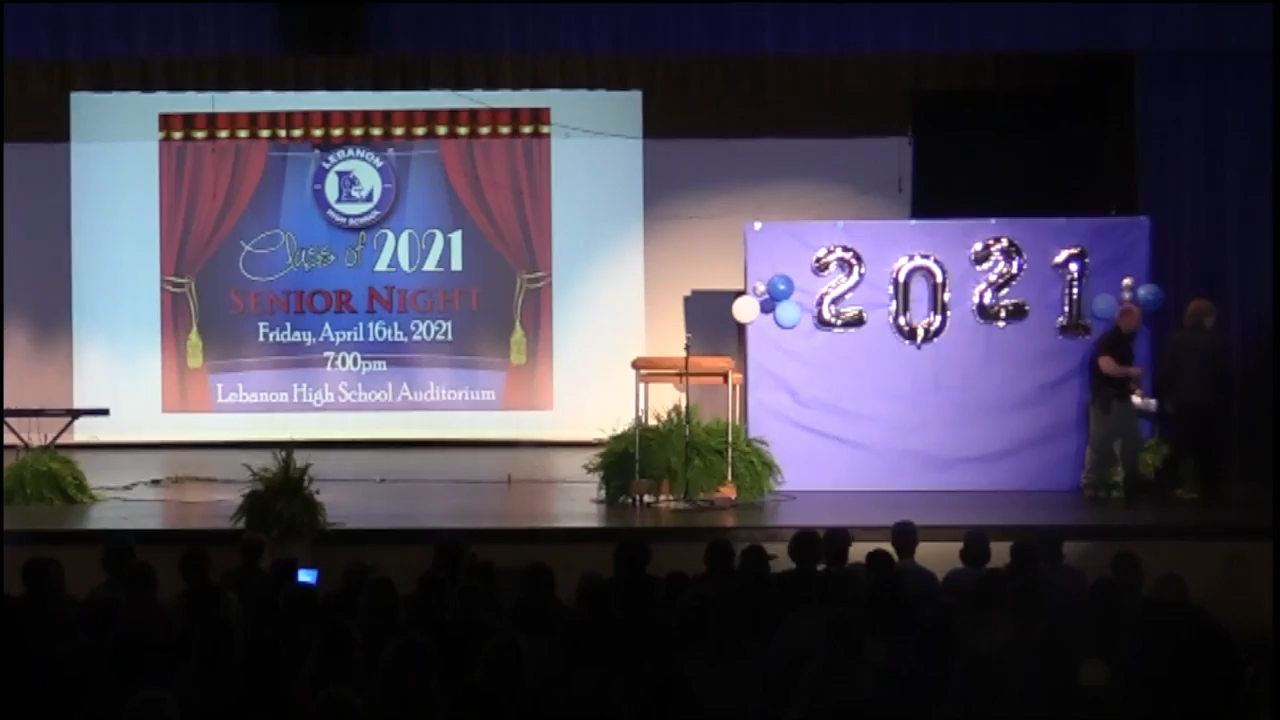 LEBANON
L
HIGH SCHOOL
Class of 2021
SENIOR NIGHT
Friday, April 16th, 2021
7:00pm
Lebanon High School Auditorium
2021